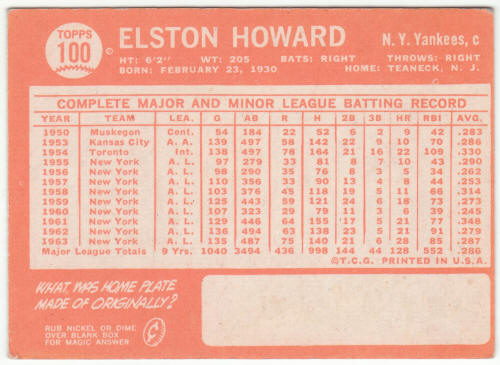 TOPPS
100
©
ELSTON HOWARD
N. Y. Yankees, c
HT: 6'2" WT: 205 BATS: RIGHT THROWS: RIGHT
BORN: FEBRUARY 23, 1930 HOME: TEANECK, N. J.
COMPLETE MAJOR AND MINOR LEAGUE BATTING RECORD
YEAR TEAM LEA. G AB R H 2B 3B HR RBI AVG.
1950 Muskegon Cent. 54 184 22 52 6 2 9 42 .283
1953 Kansas City A. A. 139 497 58 142 22 9 10 70 .286
1954 Toronto Int. 138 497 78 164 21 16 22 109 .330
1955 New York A. L. 97 279 33 81 8 7 10 43 .290
1956 New York A. L. 98 290 35 76 8 3 5 34 .262
1957 New York A. L. 110 356 33 90 13 4 8 44 .253
1958 New York A. L. 103 376 45 118 19 5 11 66 .314
1959 New York A. L. 125 443 59 121 24 6 18 73 .273
1960 New York A. L. 107 323 29 79 11 3 6 39 .245
1961 New York A. L. 129 446 64 155 17 5 21 77 .348
1962 New York A. L. 136 494 63 138 23 5 21 91 .279
1963 New York A. L. 135 487 75 140 21 6 28 85 .287
Major League Totals 9 Yrs. 1040 3494 436 998 144 44 128 552 .286
©T.C.G. PRINTED IN U.S.A.
WHAT WAS HOME PLATE
MADE OF ORIGINALLY?
RUB NICKEL OR DIME
OVER BLANK BOX
FOR MAGIC ANSWER